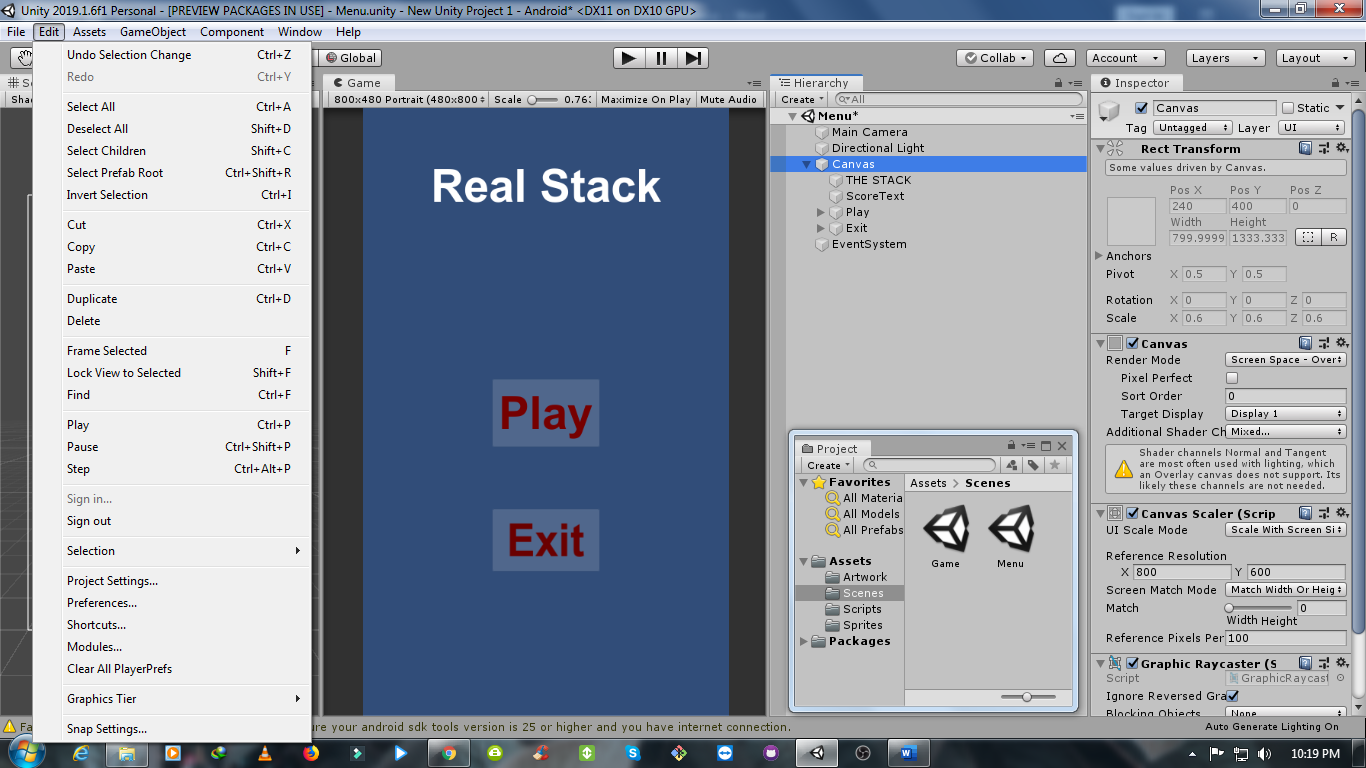 Unity 2019.1.6f1 Personal - [PREVIEW PACKAGES IN USE] - Menu.unity - New Unity Project 1 - Android* <DX11 on DX10 GPU>
File Edit Assets GameObject Component Window Help
Undo Selection Change Ctrl+Z
Redo Ctrl+Y
Select All Ctrl+A
Deselect All Shift+D
Select Children Shift+C
Select Prefab Root Ctrl+Shift+R
Invert Selection Ctrl+I
Cut Ctrl+X
Copy Ctrl+C
Paste Ctrl+V
Duplicate Ctrl+D
Delete
Frame Selected F
Lock View to Selected Shift+F
Find Ctrl+F
Play Ctrl+P
Pause Ctrl+Shift+P
Step Ctrl+Alt+P
Sign in...
Sign out
Selection
Project Settings...
Preferences...
Shortcuts...
Modules...
Clear All PlayerPrefs
Graphics Tier
Snap Settings...
Global
Collab
Account
Layers
Layout
Game
800x480 Portrait (480x800
Scale 0.76
Maximize On Play Mute Audio
Real Stack
Play
Exit
Hierarchy
Create All
Menu*
Main Camera
Directional Light
Canvas
THE STACK
ScoreText
Play
Exit
EventSystem
Project
Create
Favorites
All Materia
All Models
All Prefabs
Assets
Artwork
Scenes
Scripts
Sprites
Packages
Assets > Scenes
Game Menu
Inspector
Canvas Static
Tag Untagged Layer UI
Rect Transform
Some values driven by Canvas.
Pos X Pos Y Pos Z
240 400 0
Width Height
799.9999 1333.333 R
Anchors
Pivot X 0.5 Y 0.5
Rotation X 0 Y 0 Z 0
Scale X 0.6 Y 0.6 Z 0.6
Canvas
Render Mode Screen Space - Over
Pixel Perfect
Sort Order 0
Target Display Display 1
Additional Shader Ch Mixed...
Shader channels Normal and Tangent
are most often used with lighting, which
an Overlay canvas does not support. Its
likely these channels are not needed.
Canvas Scaler (Scrip
UI Scale Mode Scale With Screen Si
Reference Resolution
X 800 Y 600
Screen Match Mode Match Width Or Heig
Match 0
Width Height
Reference Pixels Per 100
Graphic Raycaster (S
Script GraphicRaycast
Ignore Reversed Gra
Blocking Objects None
ure your android sdk tools version is 25 or higher and you have internet connection.
Auto Generate Lighting On
10:19 PM